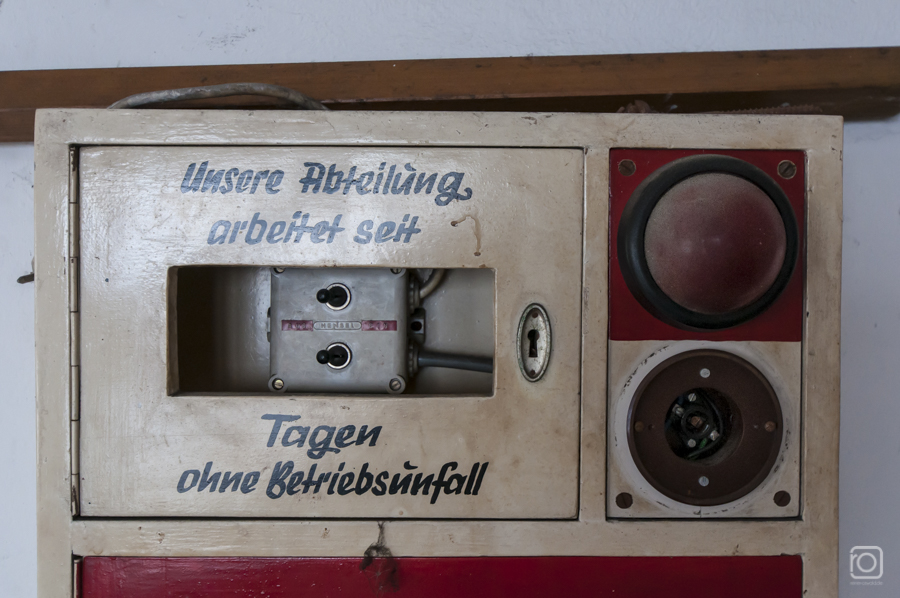 Unsere Abteilung
arbeitet seit
Tagen
ohne Betriebsunfall